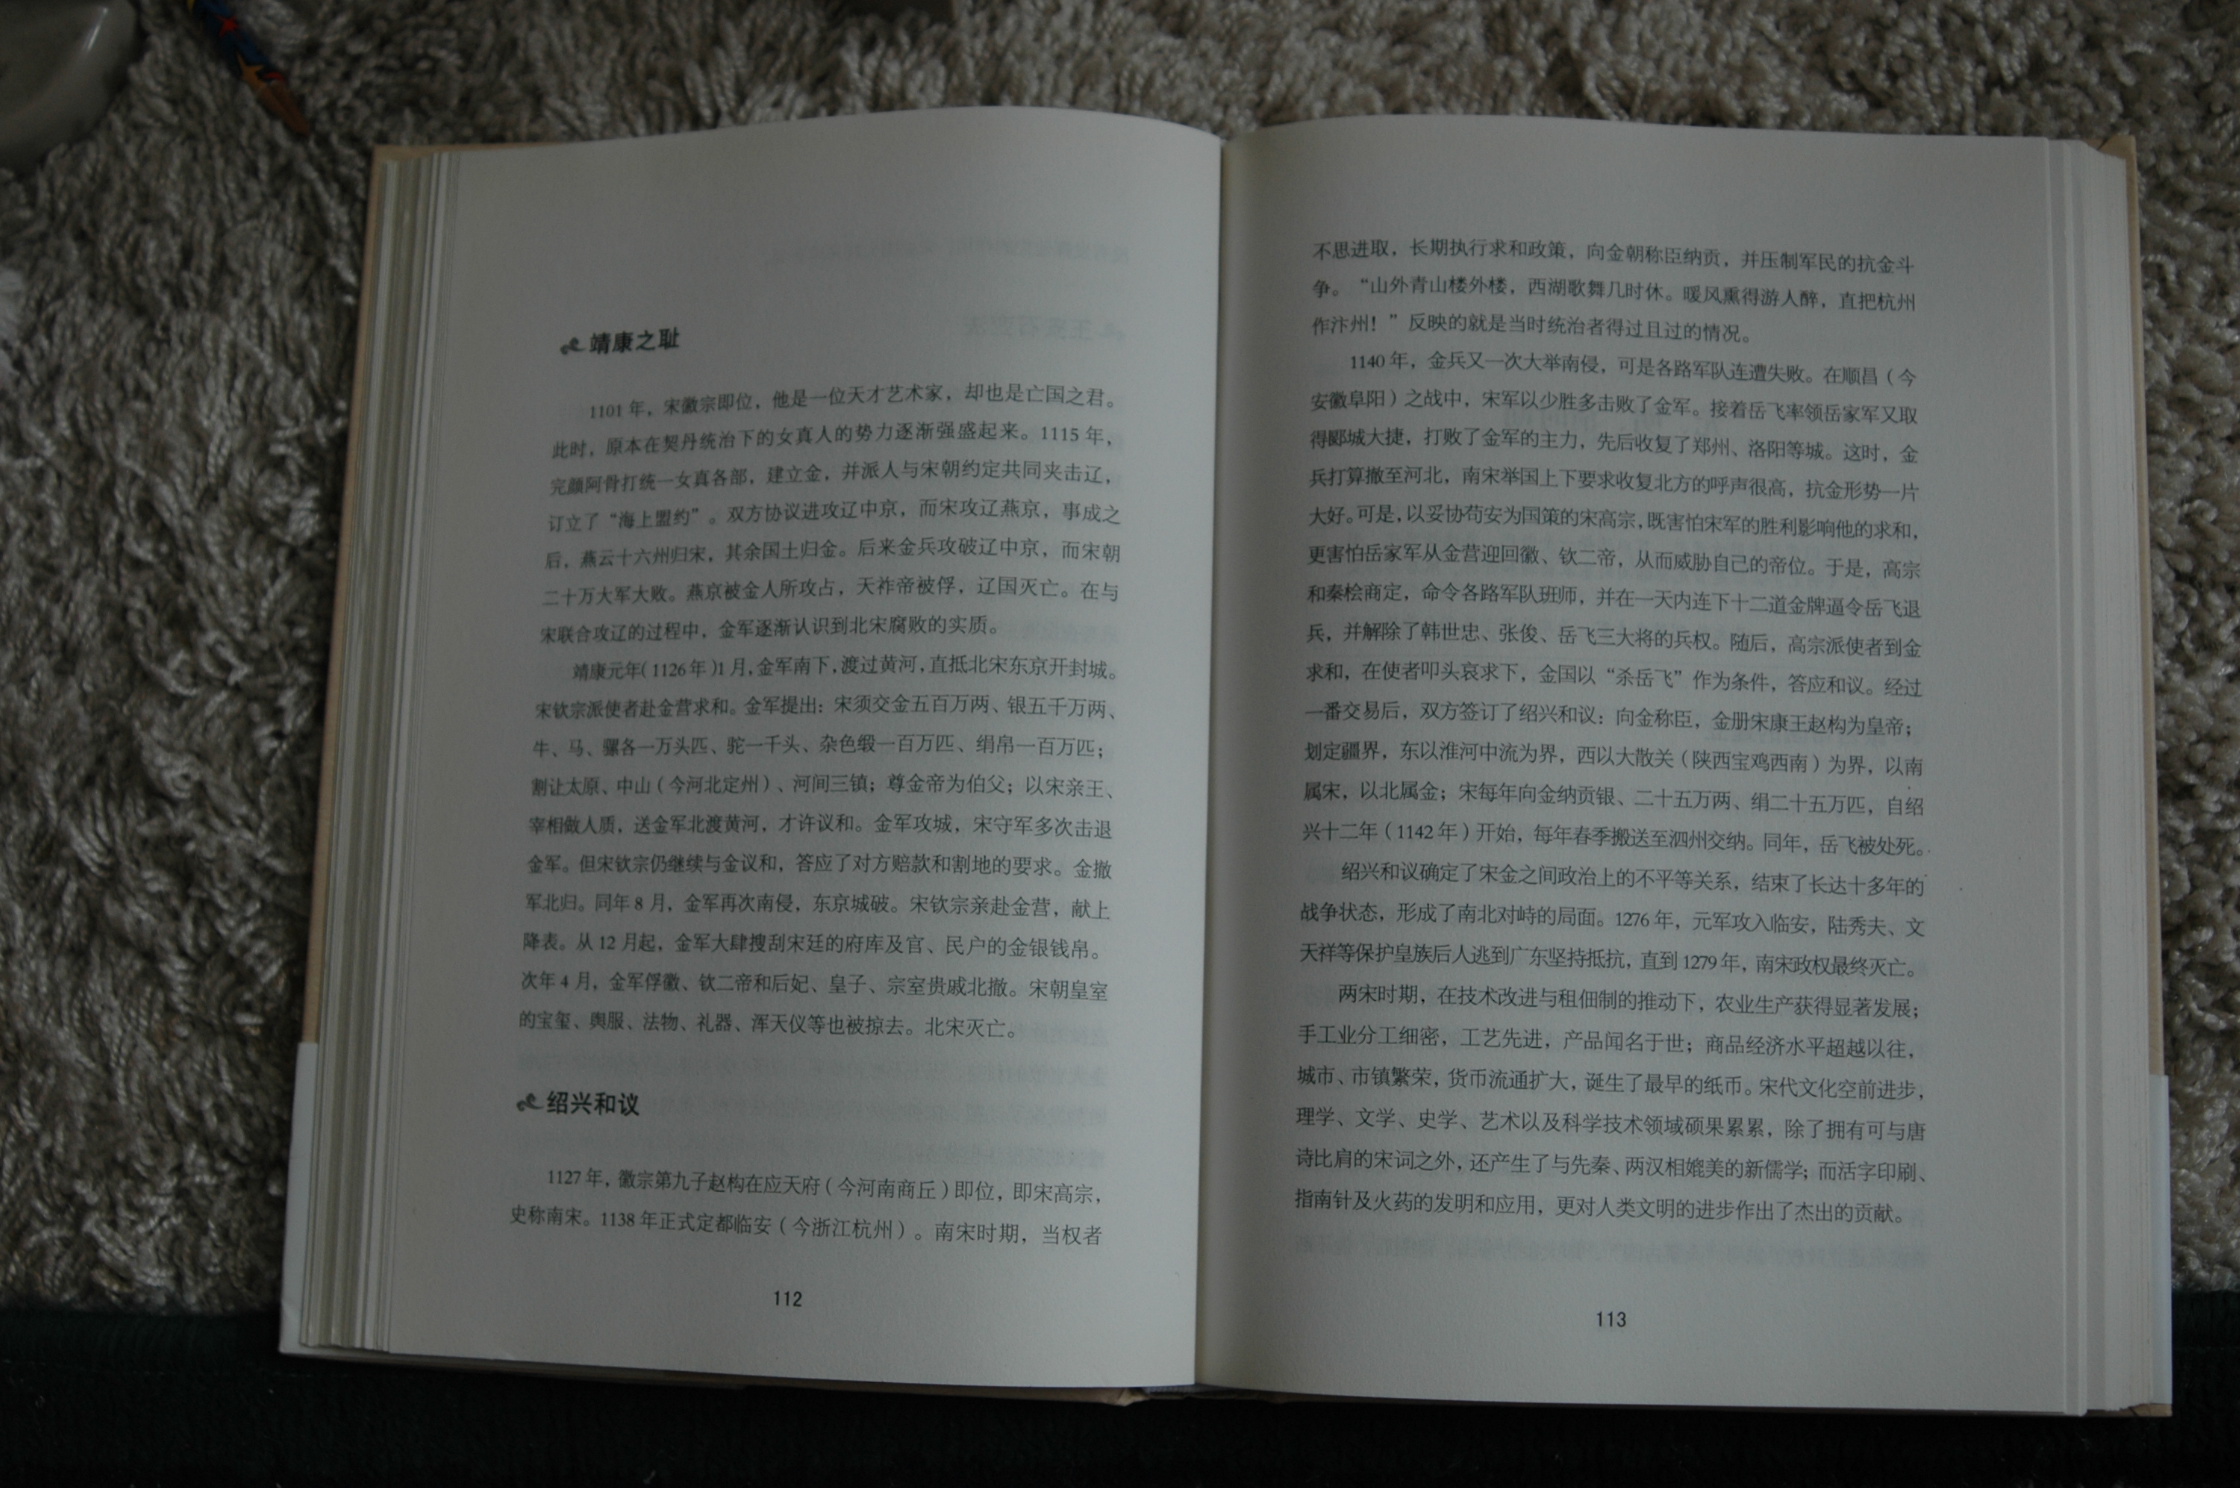 靖康之耻
1101 年，宋徽宗即位，他是一位天才艺术家，却也是亡国之君。
此时，原本在契丹统治下的女真人的势力逐渐强盛起来。1115 年，
完颜阿骨打统一女真各部，建立金，并派人与宋朝约定共同夹击辽，
订立了“海上盟约”。双方协议进攻辽中京，而宋攻辽燕京，事成之
后，燕云十六州归宋，其余国土归金。后来金兵攻破辽中京，而宋朝
二十万大军大败。燕京被金人所攻占，天祚帝被俘，辽国灭亡。在与
宋联合攻辽的过程中，金军逐渐认识到北宋腐败的实质。
靖康元年(1126 年)1 月，金军南下，渡过黄河，直抵北宋东京开封城。
宋钦宗派使者赴金营求和。金军提出：宋须交金五百万两、银五千万两、
牛、马、骡各一万头匹、驼一千头、杂色缎一百万匹、绢帛一百万匹；
割让太原、中山（今河北定州）、河间三镇；尊金帝为伯父；以宋亲王、
宰相做人质，送金军北渡黄河，才许议和。金军攻城，宋守军多次击退
金军。但宋钦宗仍继续与金议和，答应了对方赔款和割地的要求。金撤
军北归。同年 8 月，金军再次南侵，东京城破。宋钦宗亲赴金营，献上
降表。从 12 月起，金军大肆搜刮宋廷的府库及官、民户的金银钱帛。
次年 4 月，金军俘徽、钦二帝和后妃、皇子、宗室贵戚北撤。宋朝皇室
的宝玺、舆服、法物、礼器、浑天仪等也被掠去。北宋灭亡。
绍兴和议
1127 年，徽宗第九子赵构在应天府（今河南商丘）即位，即宋高宗，
史称南宋。1138 年正式定都临安（今浙江杭州）。南宋时期，当权者
112
不思进取，长期执行求和政策，向金朝称臣纳贡，并压制军民的抗金斗
争。“山外青山楼外楼，西湖歌舞几时休。暖风熏得游人醉，直把杭州
作汴州！”反映的就是当时统治者得过且过的情况。
1140 年，金兵又一次大举南侵，可是各路军队连遭失败。在顺昌（今
安徽阜阳）之战中，宋军以少胜多击败了金军。接着岳飞率领岳家军又取
得郾城大捷，打败了金军的主力，先后收复了郑州、洛阳等城。这时，金
兵打算撤至河北，南宋举国上下要求收复北方的呼声很高，抗金形势一片
大好。可是，以妥协苟安为国策的宋高宗，既害怕宋军的胜利影响他的求和，
更害怕岳家军从金营迎回徽、钦二帝，从而威胁自己的帝位。于是，高宗
和秦桧商定，命令各路军队班师，并在一天内连下十二道金牌逼令岳飞退
兵，并解除了韩世忠、张俊、岳飞三大将的兵权。随后，高宗派使者到金
求和，在使者叩头哀求下，金国以“杀岳飞”作为条件，答应和议。经过
一番交易后，双方签订了绍兴和议：向金称臣，金册宋康王赵构为皇帝；
划定疆界，东以淮河中流为界，西以大散关（陕西宝鸡西南）为界，以南
属宋，以北属金；宋每年向金纳贡银、二十五万两、绢二十五万匹，自绍
兴十二年（1142 年）开始，每年春季搬送至泗州交纳。同年，岳飞被处死。
绍兴和议确定了宋金之间政治上的不平等关系，结束了长达十多年的
战争状态，形成了南北对峙的局面。1276 年，元军攻入临安，陆秀夫、文
天祥等保护皇族后人逃到广东坚持抵抗，直到 1279 年，南宋政权最终灭亡。
两宋时期，在技术改进与租佃制的推动下，农业生产获得显著发展；
手工业分工细密，工艺先进，产品闻名于世；商品经济水平超越以往，
城市、市镇繁荣，货币流通扩大，诞生了最早的纸币。宋代文化空前进步，
理学、文学、史学、艺术以及科学技术领域硕果累累，除了拥有可与唐
诗比肩的宋词之外，还产生了与先秦、两汉相媲美的新儒学；而活字印刷、
指南针及火药的发明和应用，更对人类文明的进步作出了杰出的贡献。
113